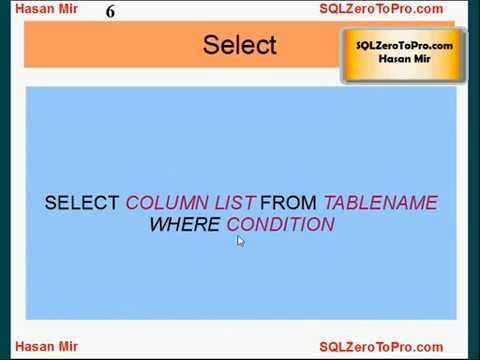 Hasan Mir 6 SQLZeroToPro.com
Select
SQLZeroToPro.com
Hasan Mir
SELECT COLUMN LIST FROM TABLENAME
WHERE CONDITION
Hasan Mir SQLZeroToPro.com